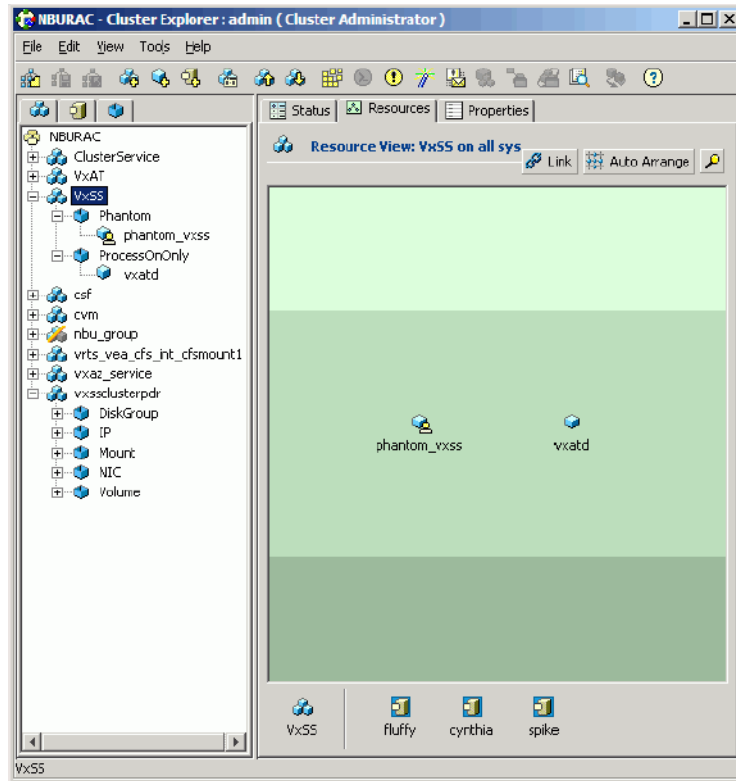 NBURAC - Cluster Explorer : admin ( Cluster Administrator )
File Edit View Tools Help
Status Resources Properties
NBURAC
ClusterService
VxAT
VxSS
Phantom
phantom_vxss
ProcessOnOnly
vxatd
csf
cvm
nbu_group
vrts_vea_cfs_int_cfsmount1
vxaz_service
vxssclusterpdr
DiskGroup
IP
Mount
NIC
Volume
Resource View: VxSS on all sys
Link Auto Arrange
phantom_vxss vxatd
VxSS fluffy cynthia spike
VxSS